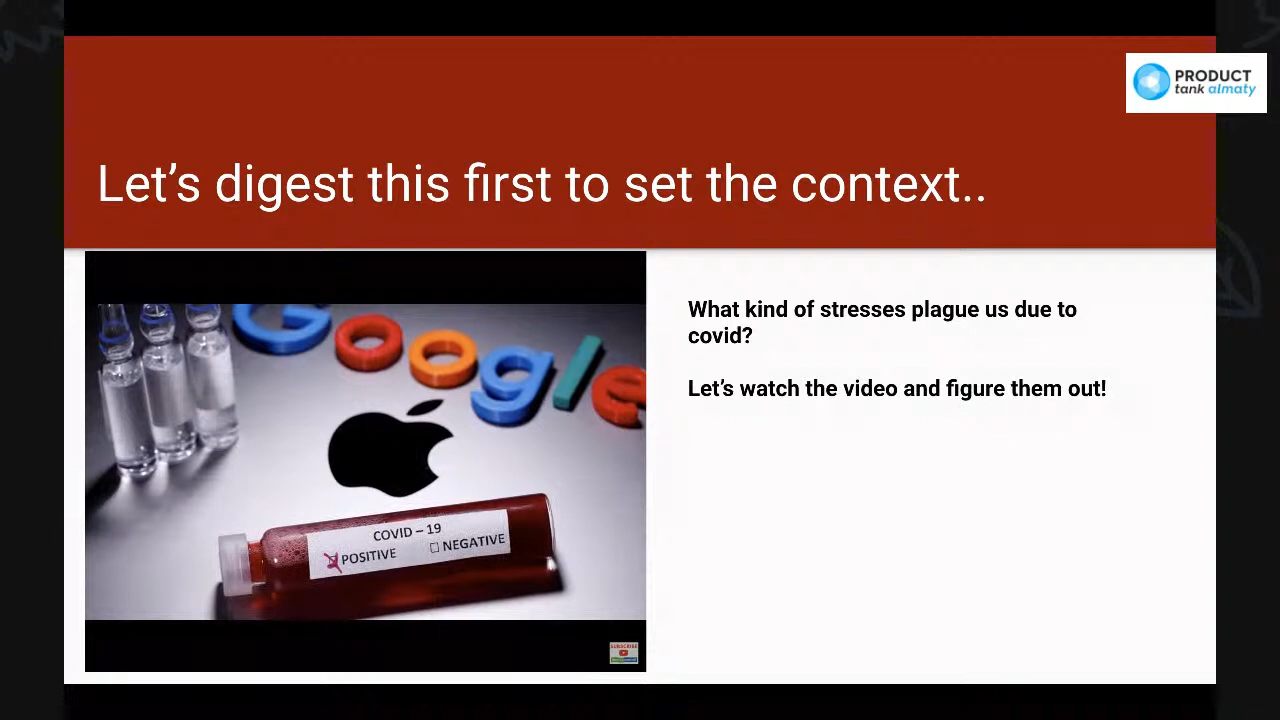 PRODUCT
tank almaty
Let's digest this first to set the context..
Google
COVID – 19
POSITIVE
NEGATIVE
SUBSCRIBE
What kind of stresses plague us due to
covid?
Let's watch the video and figure them out!